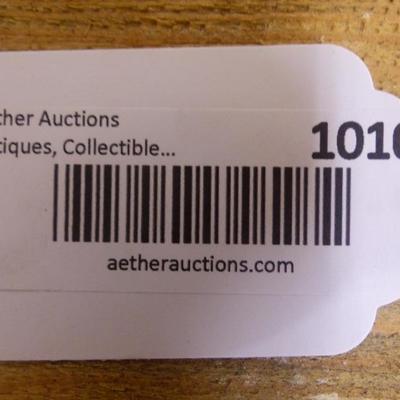 ther Auctions
tiques, Collectible...
1010
aetherauctions.com